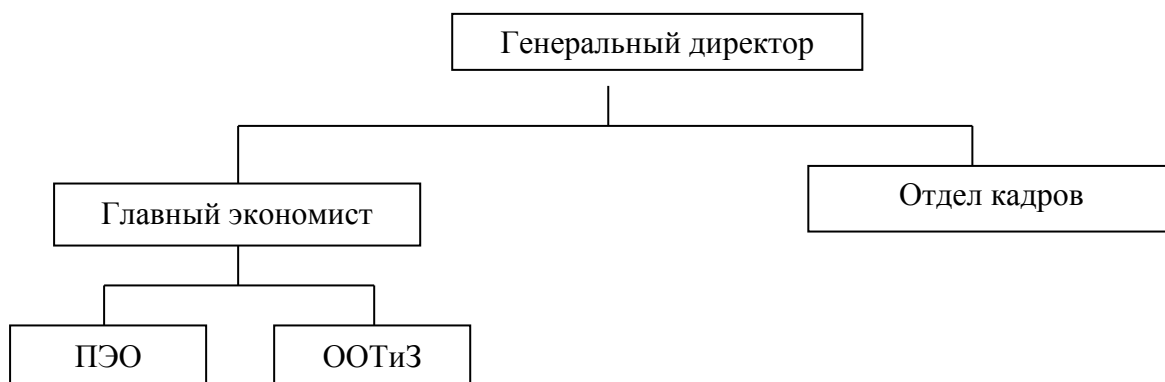 Генеральный директор
Отдел кадров
Главный экономист
ПЭО
ООТиЗ